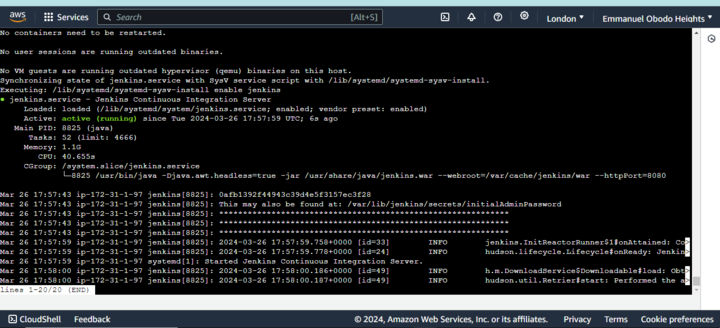 aws
Services
Search
[Alt+S]
London
Emmanuel Obodo Heights
No containers need to be restarted.
No user sessions are running outdated binaries.
No VM guests are running outdated hypervisor (qemu) binaries on this host.
Synchronizing state of jenkins.service with SysV service script with /lib/systemd/systemd-sysv-install.
Executing: /lib/systemd/systemd-sysv-install enable jenkins
● jenkins.service - Jenkins Continuous Integration Server
Loaded: loaded (/lib/systemd/system/jenkins.service; enabled; vendor preset: enabled)
Active: active (running) since Tue 2024-03-26 17:57:59 UTC; 6s ago
Main PID: 8825 (java)
Tasks: 52 (limit: 4666)
Memory: 1.1G
CPU: 40.655s
CGroup: /system.slice/jenkins.service
└─8825 /usr/bin/java -Djava.awt.headless=true -jar /usr/share/java/jenkins.war --webroot=/var/cache/jenkins/war --httpPort=8080
Mar 26 17:57:43 ip-172-31-1-97 jenkins[8825]: 0afb1392f44943c39d4e5f3157ec3f28
Mar 26 17:57:43 ip-172-31-1-97 jenkins[8825]: This may also be found at: /var/lib/jenkins/secrets/initialAdminPassword
Mar 26 17:57:43 ip-172-31-1-97 jenkins[8825]: *************************************************************
Mar 26 17:57:43 ip-172-31-1-97 jenkins[8825]: *************************************************************
Mar 26 17:57:59 ip-172-31-1-97 jenkins[8825]: 2024-03-26 17:57:59.758+0000 [id=33] INFO jenkins.InitReactorRunner$1#onAttained: Co>
Mar 26 17:57:59 ip-172-31-1-97 jenkins[8825]: 2024-03-26 17:57:59.778+0000 [id=24] INFO hudson.lifecycle.Lifecycle#onReady: Jenkin>
Mar 26 17:57:59 ip-172-31-1-97 systemd[1]: Started Jenkins Continuous Integration Server.
Mar 26 17:58:00 ip-172-31-1-97 jenkins[8825]: 2024-03-26 17:58:00.186+0000 [id=49] INFO h.m.DownloadService$Downloadable#load: Obt>
Mar 26 17:58:00 ip-172-31-1-97 jenkins[8825]: 2024-03-26 17:58:00.186+0000 [id=49] INFO hudson.util.Retrier#start: Performed the a>
lines 1-20/20 (END)
CloudShell
Feedback
© 2024, Amazon Web Services, Inc. or its affiliates.
Privacy
Terms
Cookie preferences